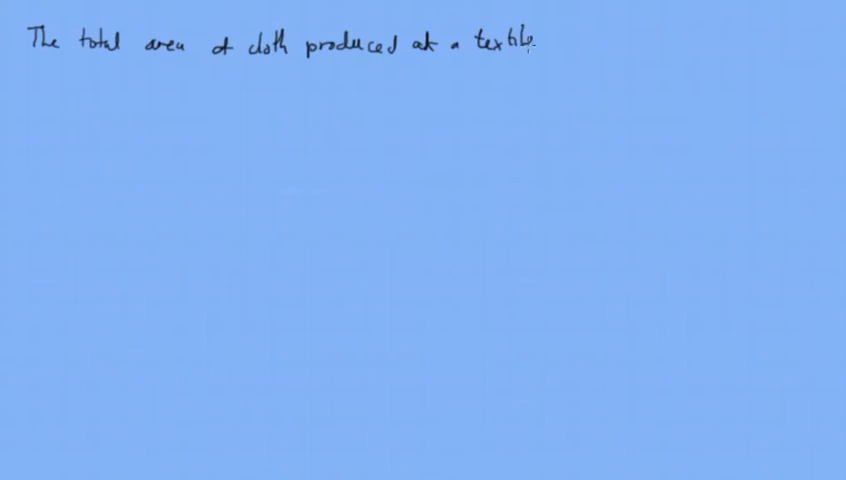 The total area of cloth produced at a textile